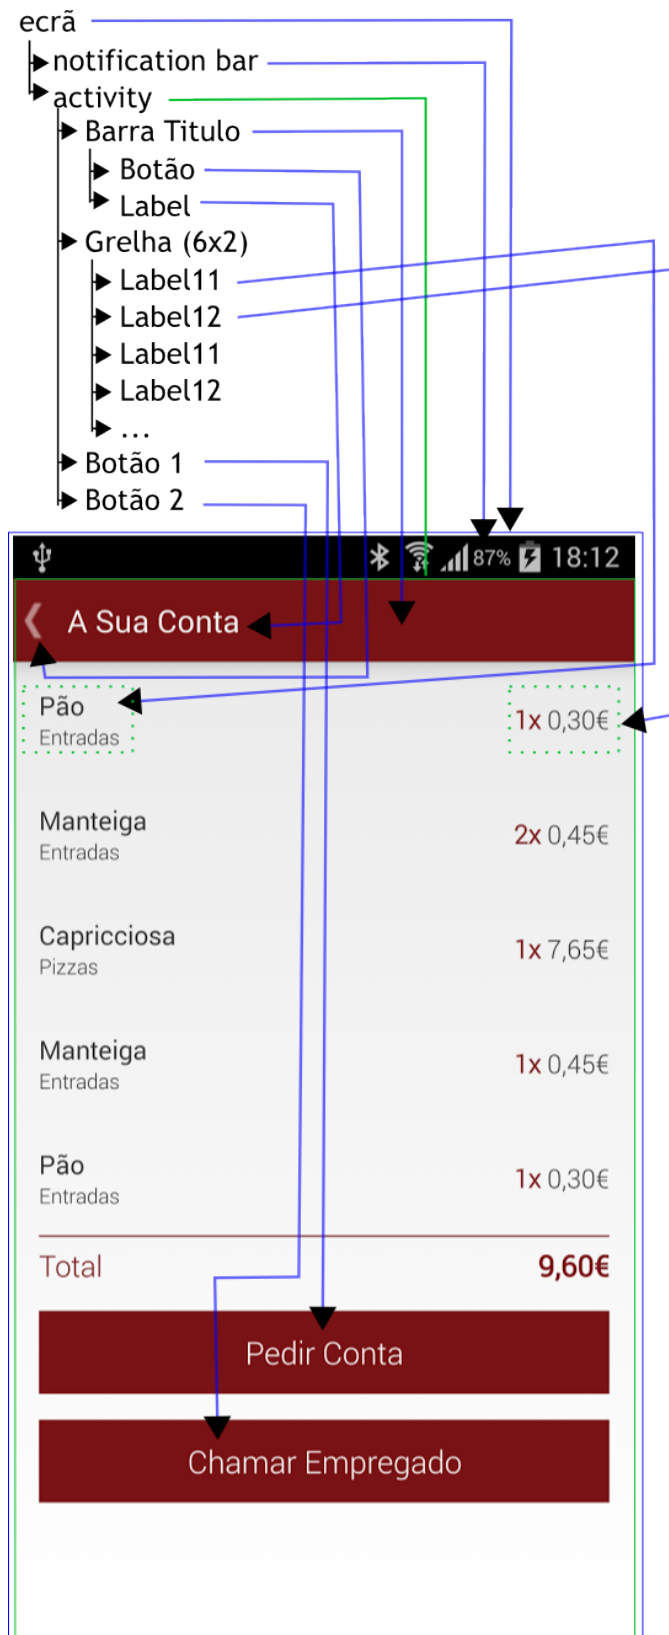 ecrã
notification bar
activity
Barra Titulo
Botão
Label
Grelha (6x2)
Label11
Label12
Label11
Label12
...
Botão 1
Botão 2
87% 18:12
A Sua Conta
Pão
Entradas
1x 0,30€
Manteiga
Entradas
2x 0,45€
Capricciosa
Pizzas
1x 7,65€
Manteiga
Entradas
1x 0,45€
Pão
Entradas
1x 0,30€
Total 9,60€
Pedir Conta
Chamar Empregado